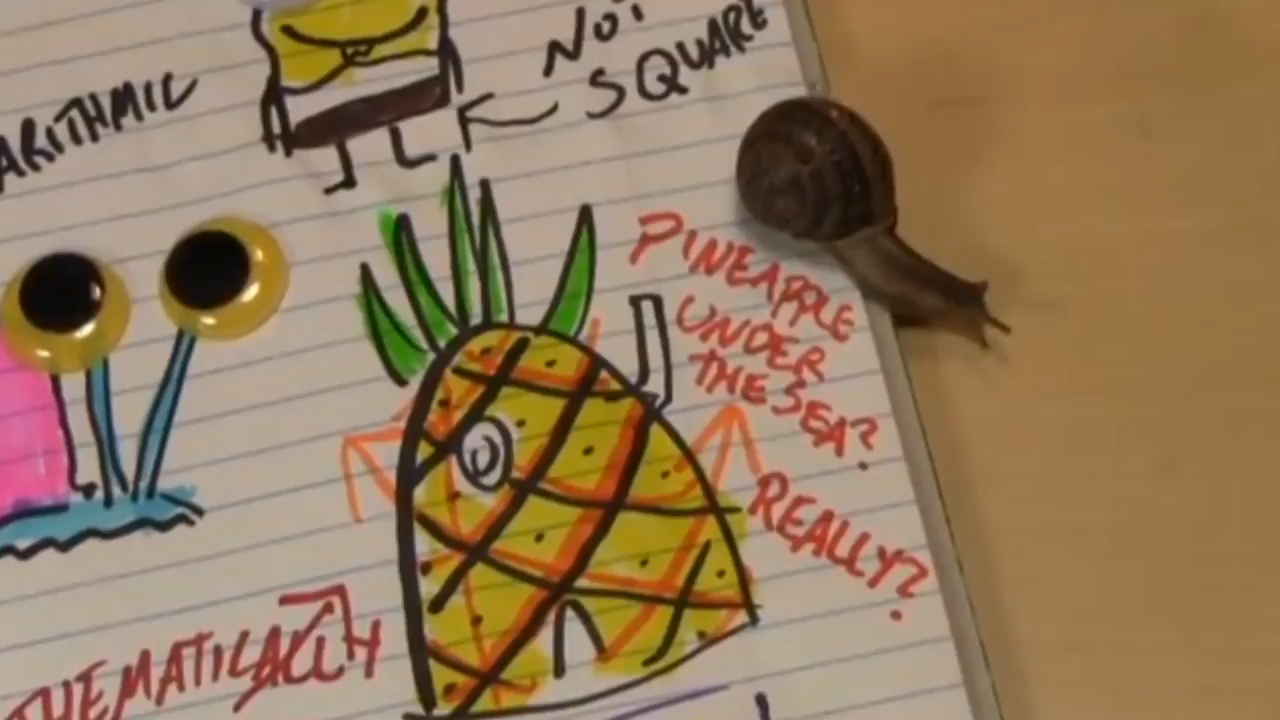 NOT
SQUARE
ARITHMIC
PINEAPPLE
UNDER
THE SEA?
REALLY?
THEMATICALLY